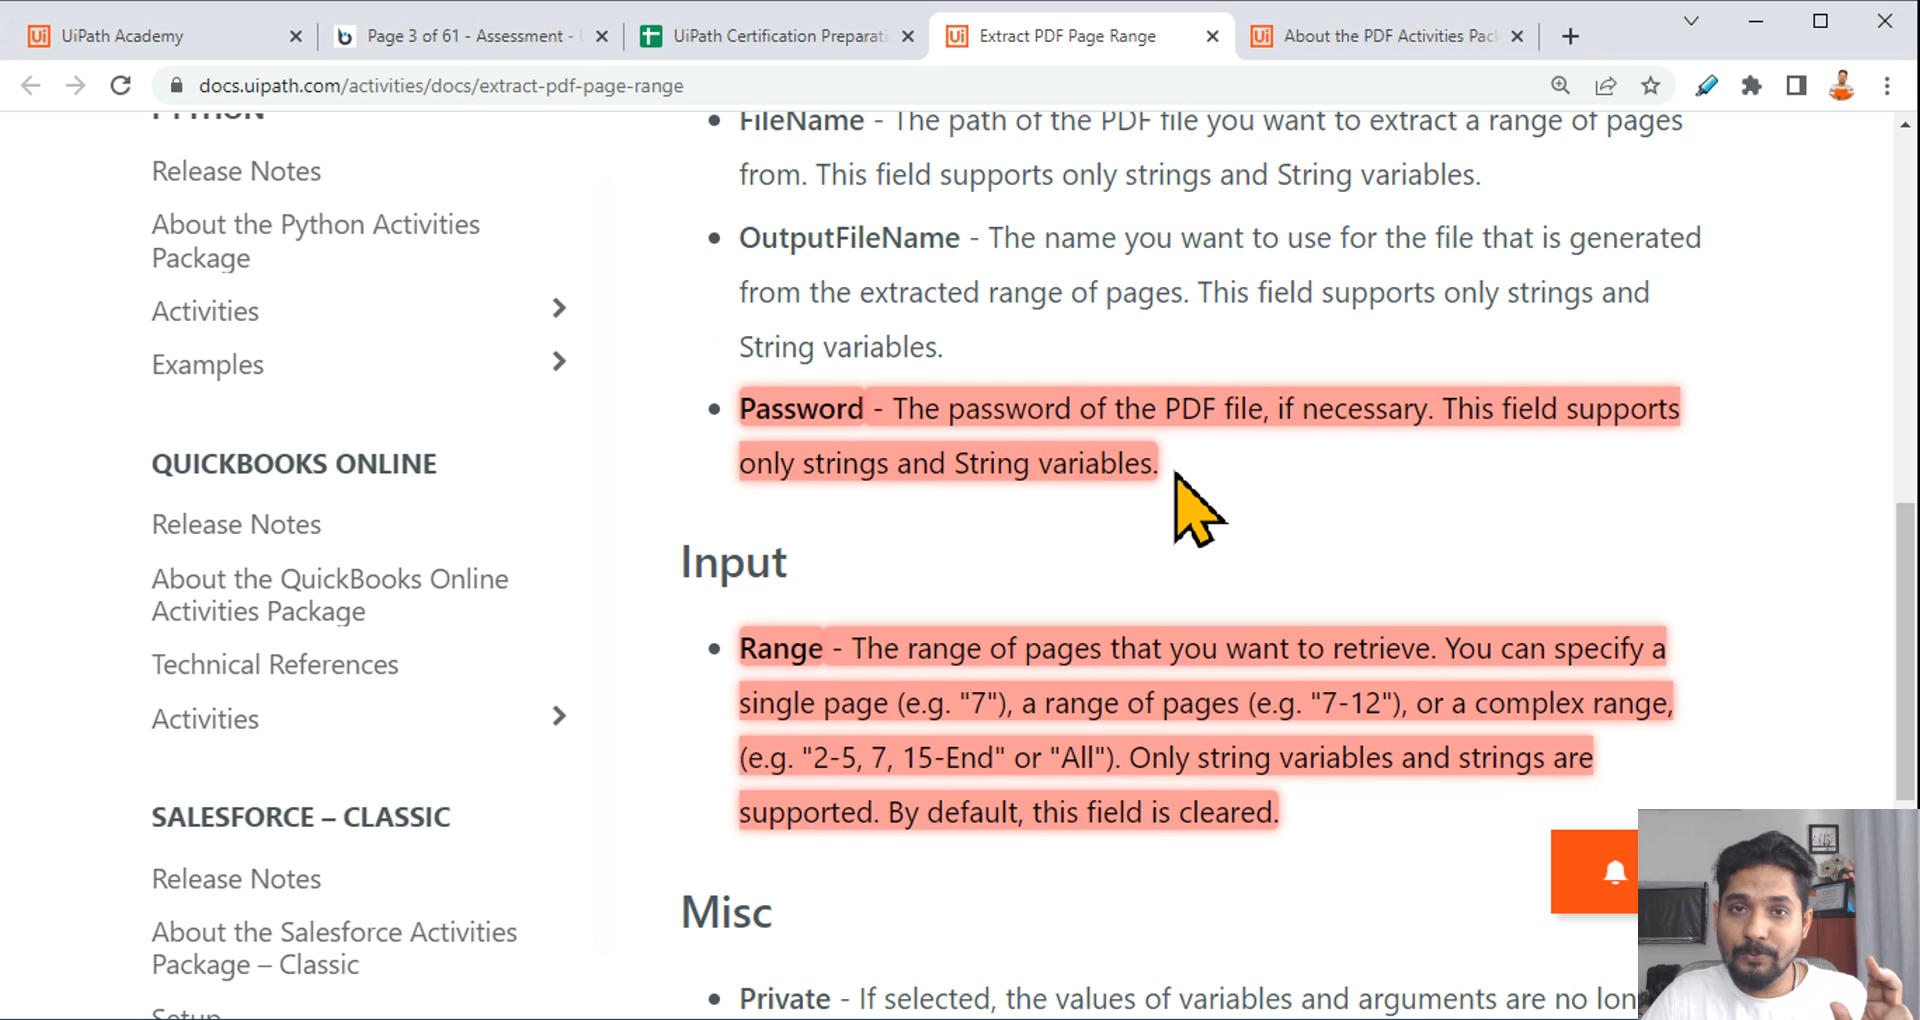 UiPath Academy
Page 3 of 61 - Assessment -
UiPath Certification Preparati
Extract PDF Page Range
About the PDF Activities Pac
docs.uipath.com/activities/docs/extract-pdf-page-range
PYTHON
Release Notes
About the Python Activities
Package
Activities
Examples
QUICKBOOKS ONLINE
Release Notes
About the QuickBooks Online
Activities Package
Technical References
Activities
SALESFORCE – CLASSIC
Release Notes
About the Salesforce Activities
Package – Classic
Setup
FileName - The path of the PDF file you want to extract a range of pages
from. This field supports only strings and String variables.
OutputFileName - The name you want to use for the file that is generated
from the extracted range of pages. This field supports only strings and
String variables.
Password - The password of the PDF file, if necessary. This field supports
only strings and String variables.
Input
Range - The range of pages that you want to retrieve. You can specify a
single page (e.g. "7"), a range of pages (e.g. "7-12"), or a complex range,
(e.g. "2-5, 7, 15-End" or "All"). Only string variables and strings are
supported. By default, this field is cleared.
Misc
Private - If selected, the values of variables and arguments are no lon